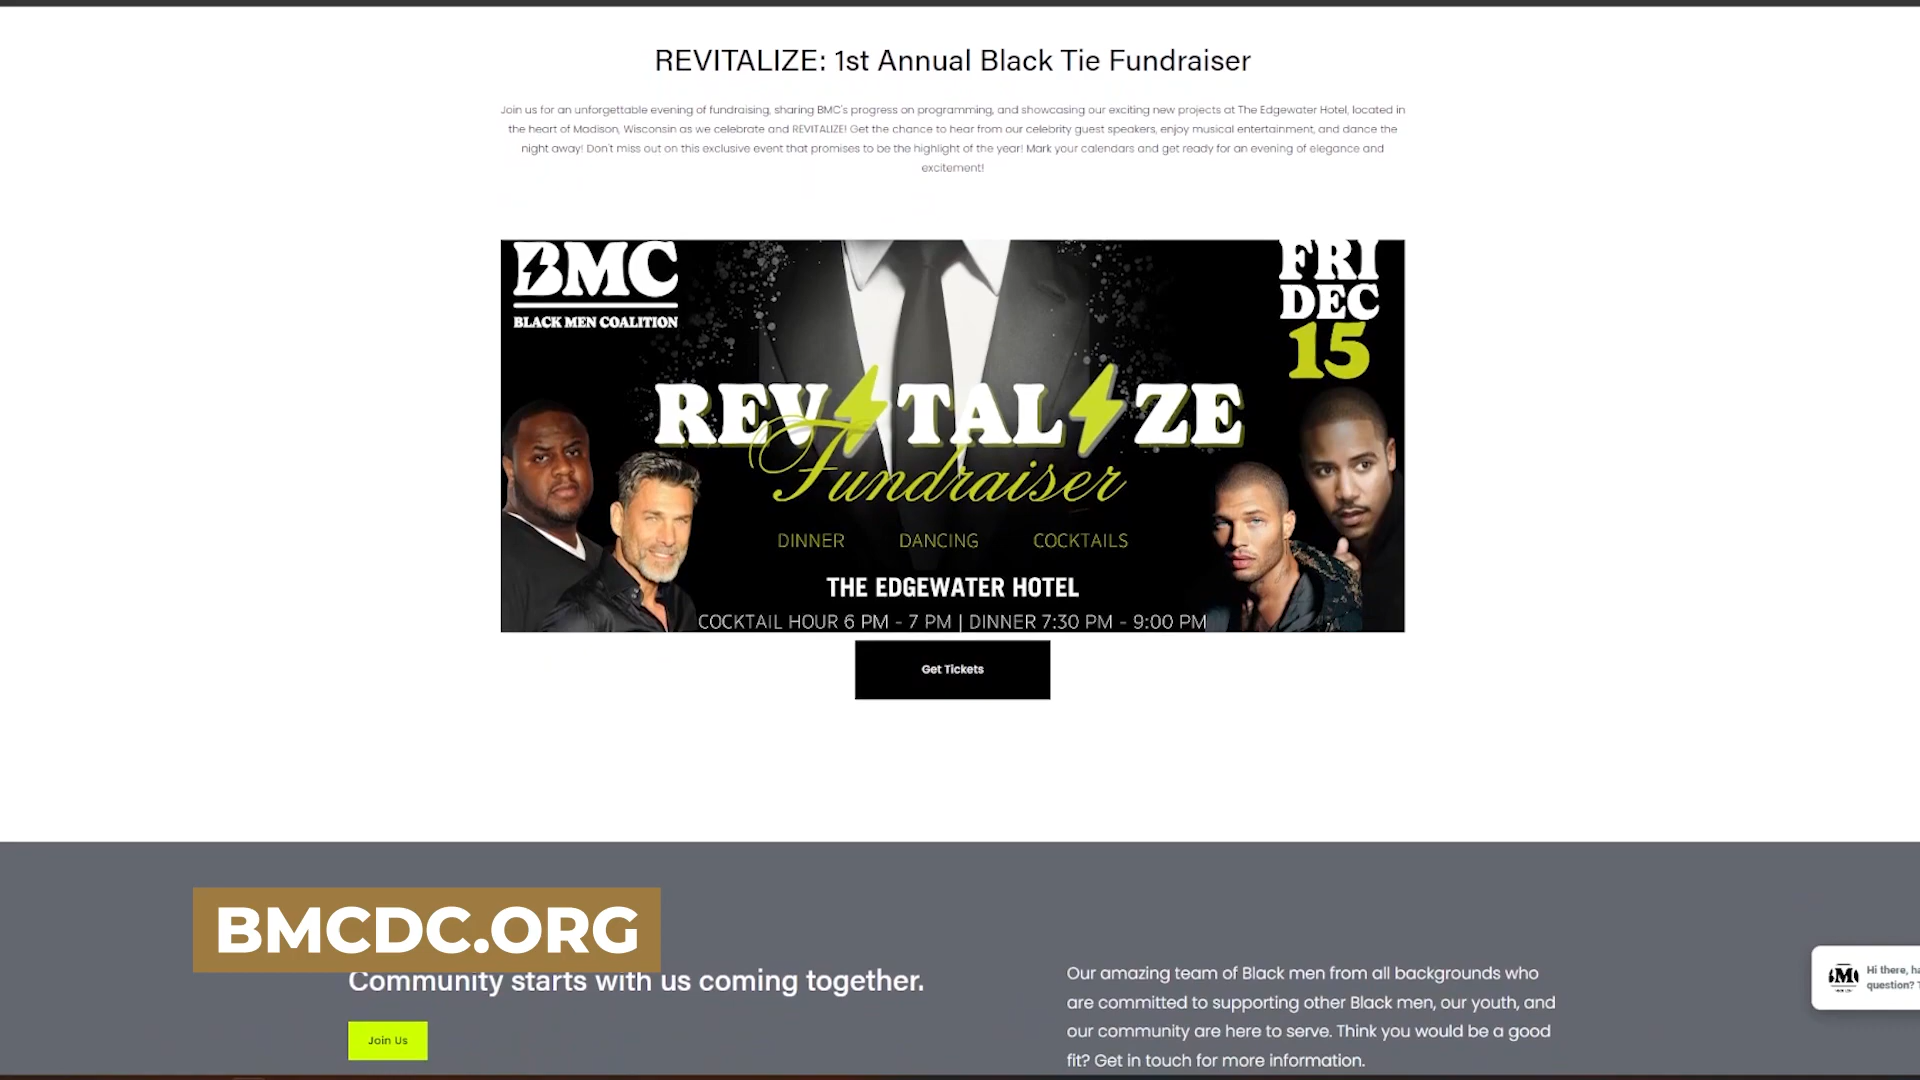 REVITALIZE: 1st Annual Black Tie Fundraiser
Join us for an unforgettable evening of fundraising, sharing BMC's progress on programming, and showcasing our exciting new projects at The Edgewater Hotel, located in
the heart of Madison, Wisconsin as we celebrate and REVITALIZE! Get the chance to hear from our celebrity guest speakers, enjoy musical entertainment, and dance the
night away! Don't miss out on this exclusive event that promises to be the highlight of the year! Mark your calendars and get ready for an evening of elegance and
excitement!
BMC
BLACK MEN COALITION
FRI
DEC
15
REVITALIZE
Fundraiser
DINNER DANCING COCKTAILS
THE EDGEWATER HOTEL
COCKTAIL HOUR 6 PM - 7 PM | DINNER 7:30 PM - 9:00 PM
Get Tickets
BMCDC.ORG
Community starts with us coming together.
Join Us
Our amazing team of Black men from all backgrounds who
are committed to supporting other Black men, our youth, and
our community are here to serve. Think you would be a good
fit? Get in touch for more information.
Hi there, ha
question? T